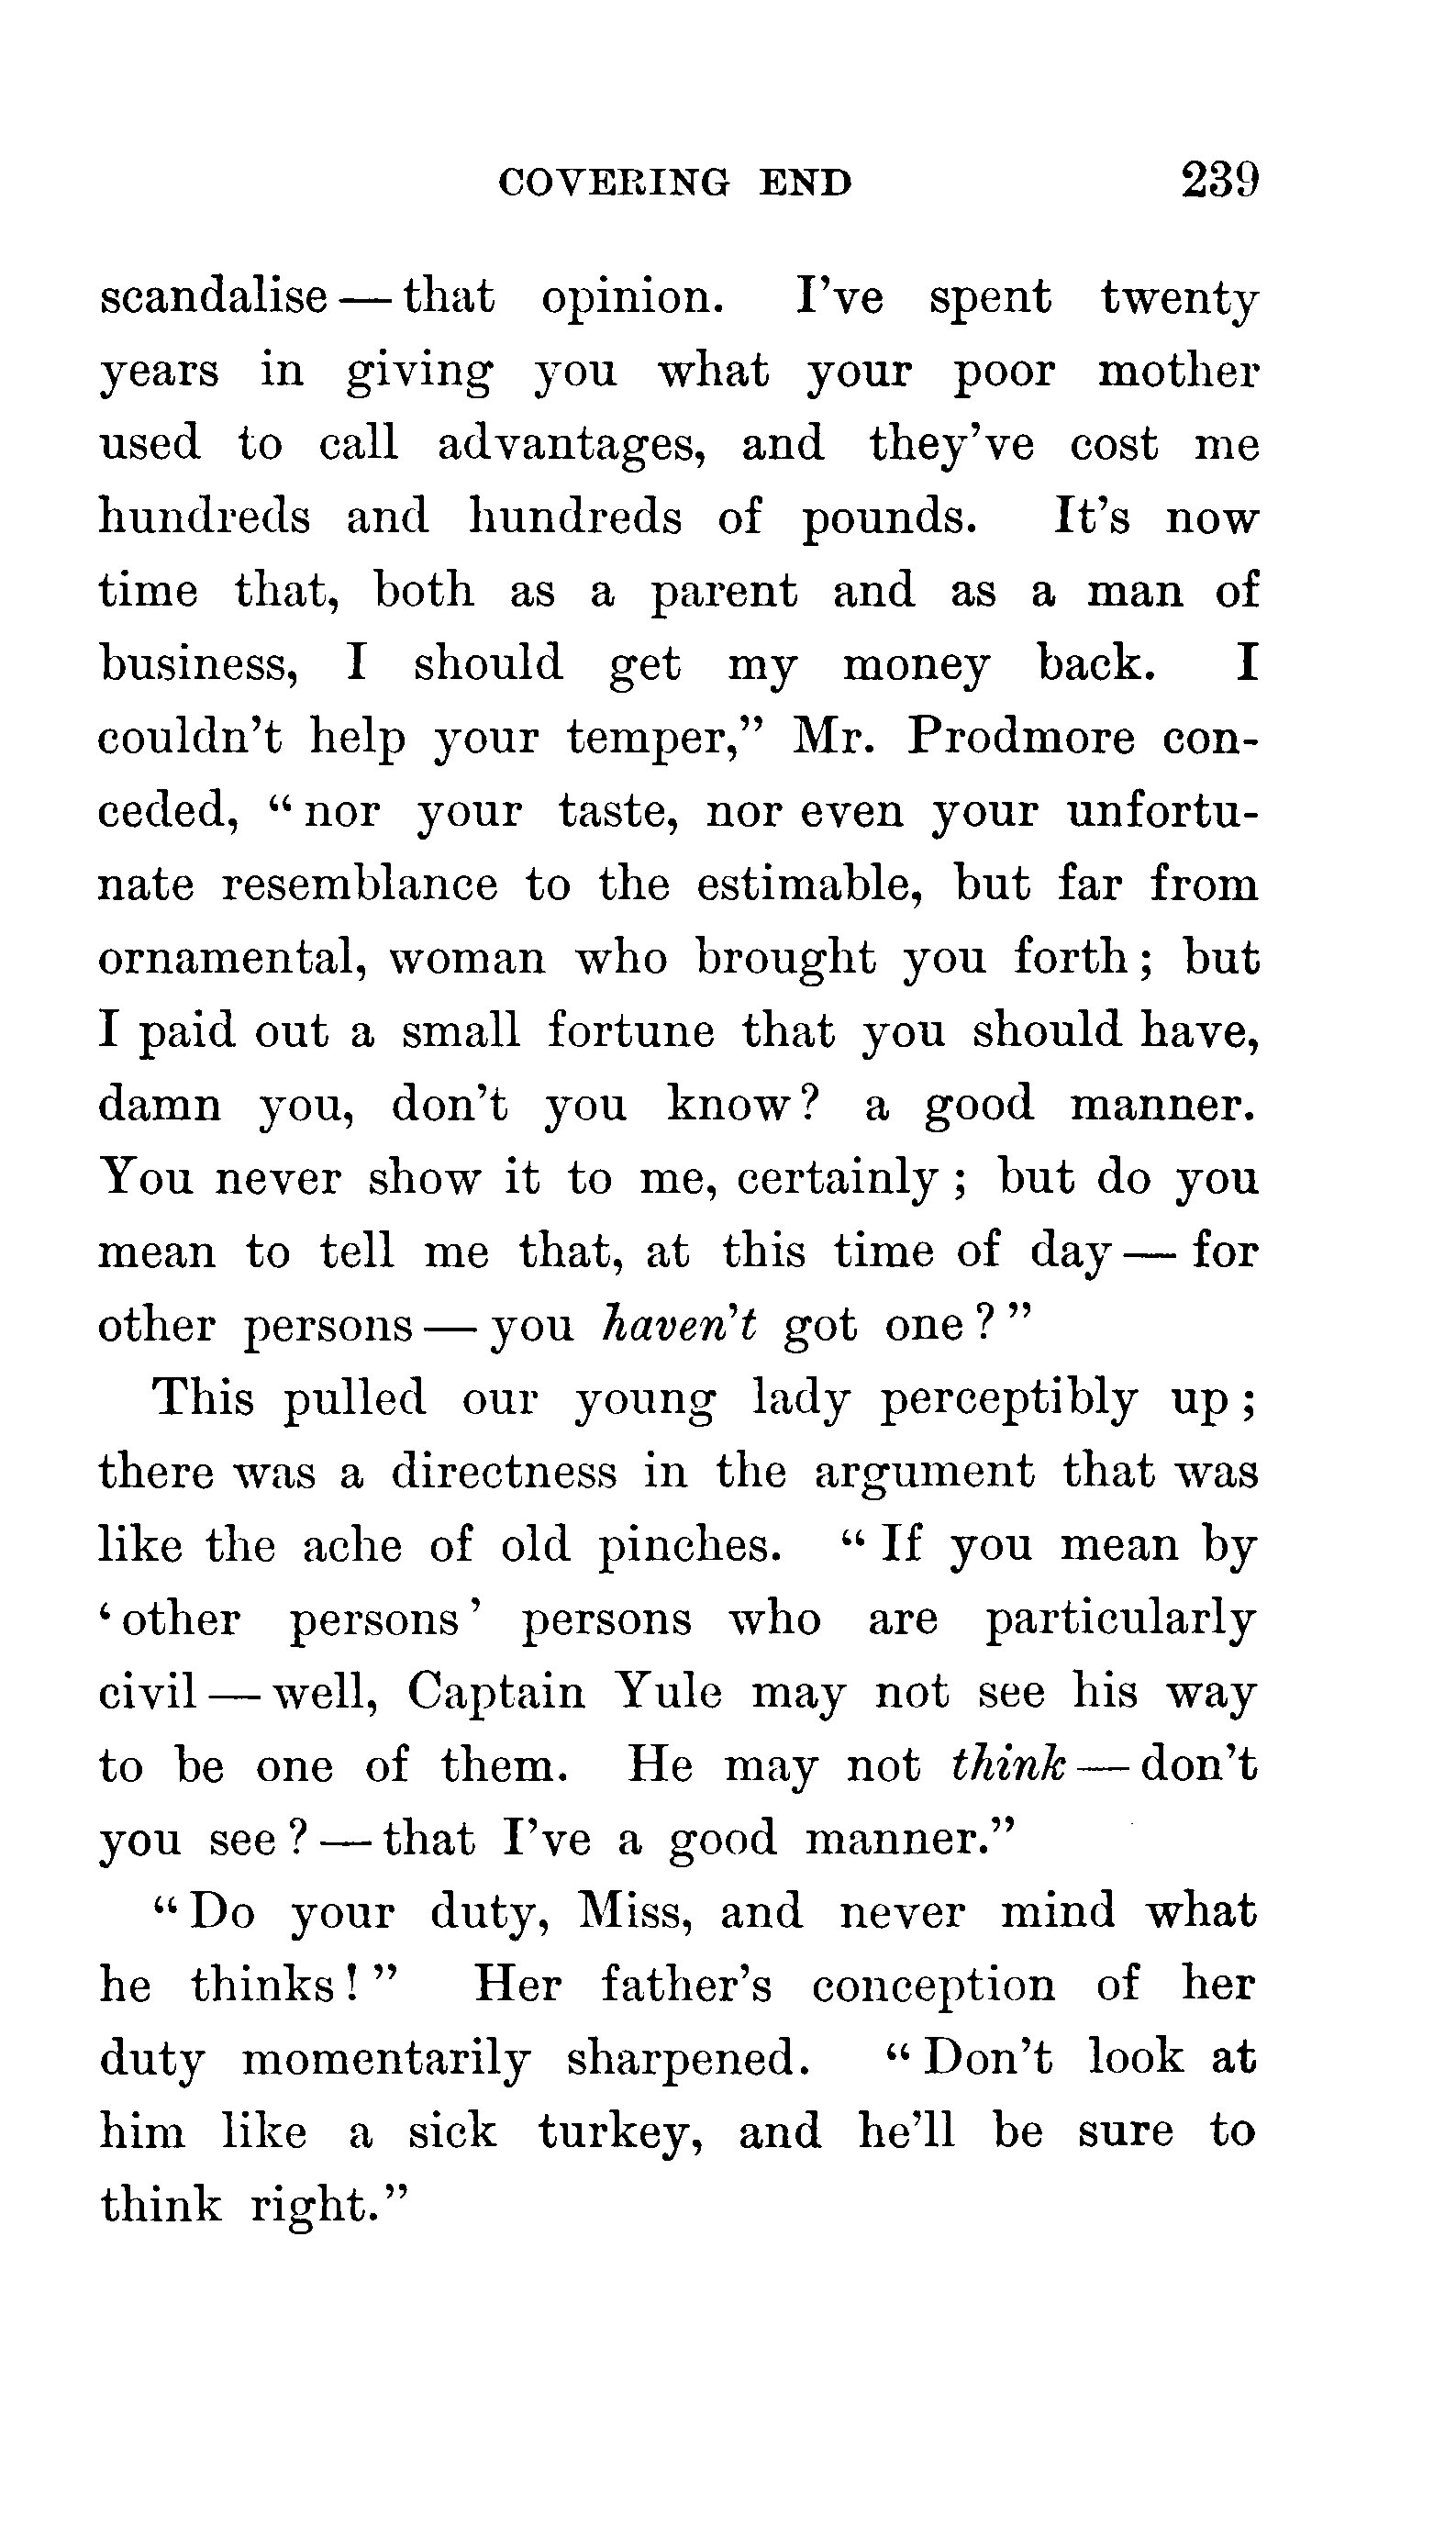 COVERING END 239
scandalise — that opinion. I've spent twenty
years in giving you what your poor mother
used to call advantages, and they've cost me
hundreds and hundreds of pounds. It's now
time that, both as a parent and as a man of
business, I should get my money back. I
couldn't help your temper,” Mr. Prodmore con-
ceded, “nor your taste, nor even your unfortu-
nate resemblance to the estimable, but far from
ornamental, woman who brought you forth; but
I paid out a small fortune that you should have,
damn you, don't you know? a good manner.
You never show it to me, certainly; but do you
mean to tell me that, at this time of day — for
other persons — you haven't got one?”
This pulled our young lady perceptibly up;
there was a directness in the argument that was
like the ache of old pinches. “If you mean by
‘other persons’ persons who are particularly
civil — well, Captain Yule may not see his way
to be one of them. He may not think — don't
you see? — that I've a good manner.”
“Do your duty, Miss, and never mind what
he thinks!” Her father's conception of her
duty momentarily sharpened. “Don't look at
him like a sick turkey, and he'll be sure to
think right.”